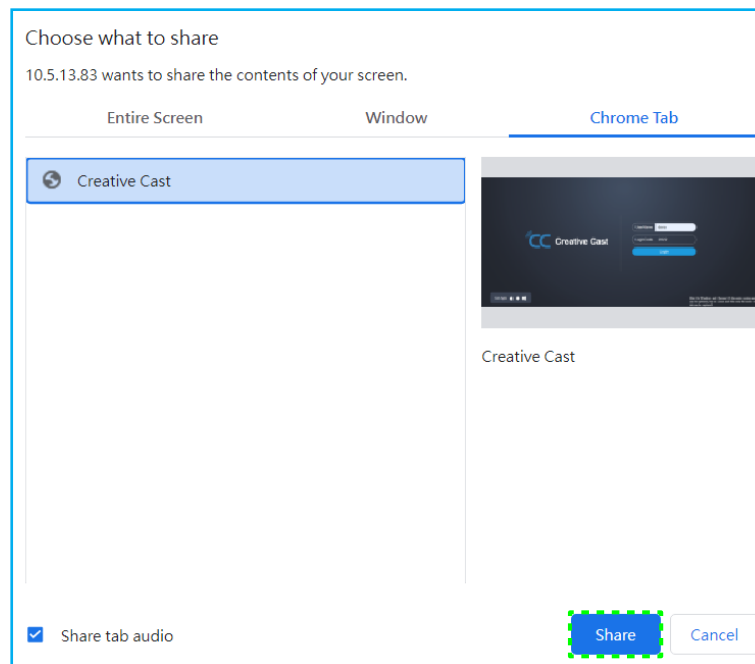 Choose what to share
10.5.13.83 wants to share the contents of your screen.
Entire Screen
Window
Chrome Tab
Creative Cast
CC Creative Cast
Login
Creative Cast
Share tab audio
Share
Cancel